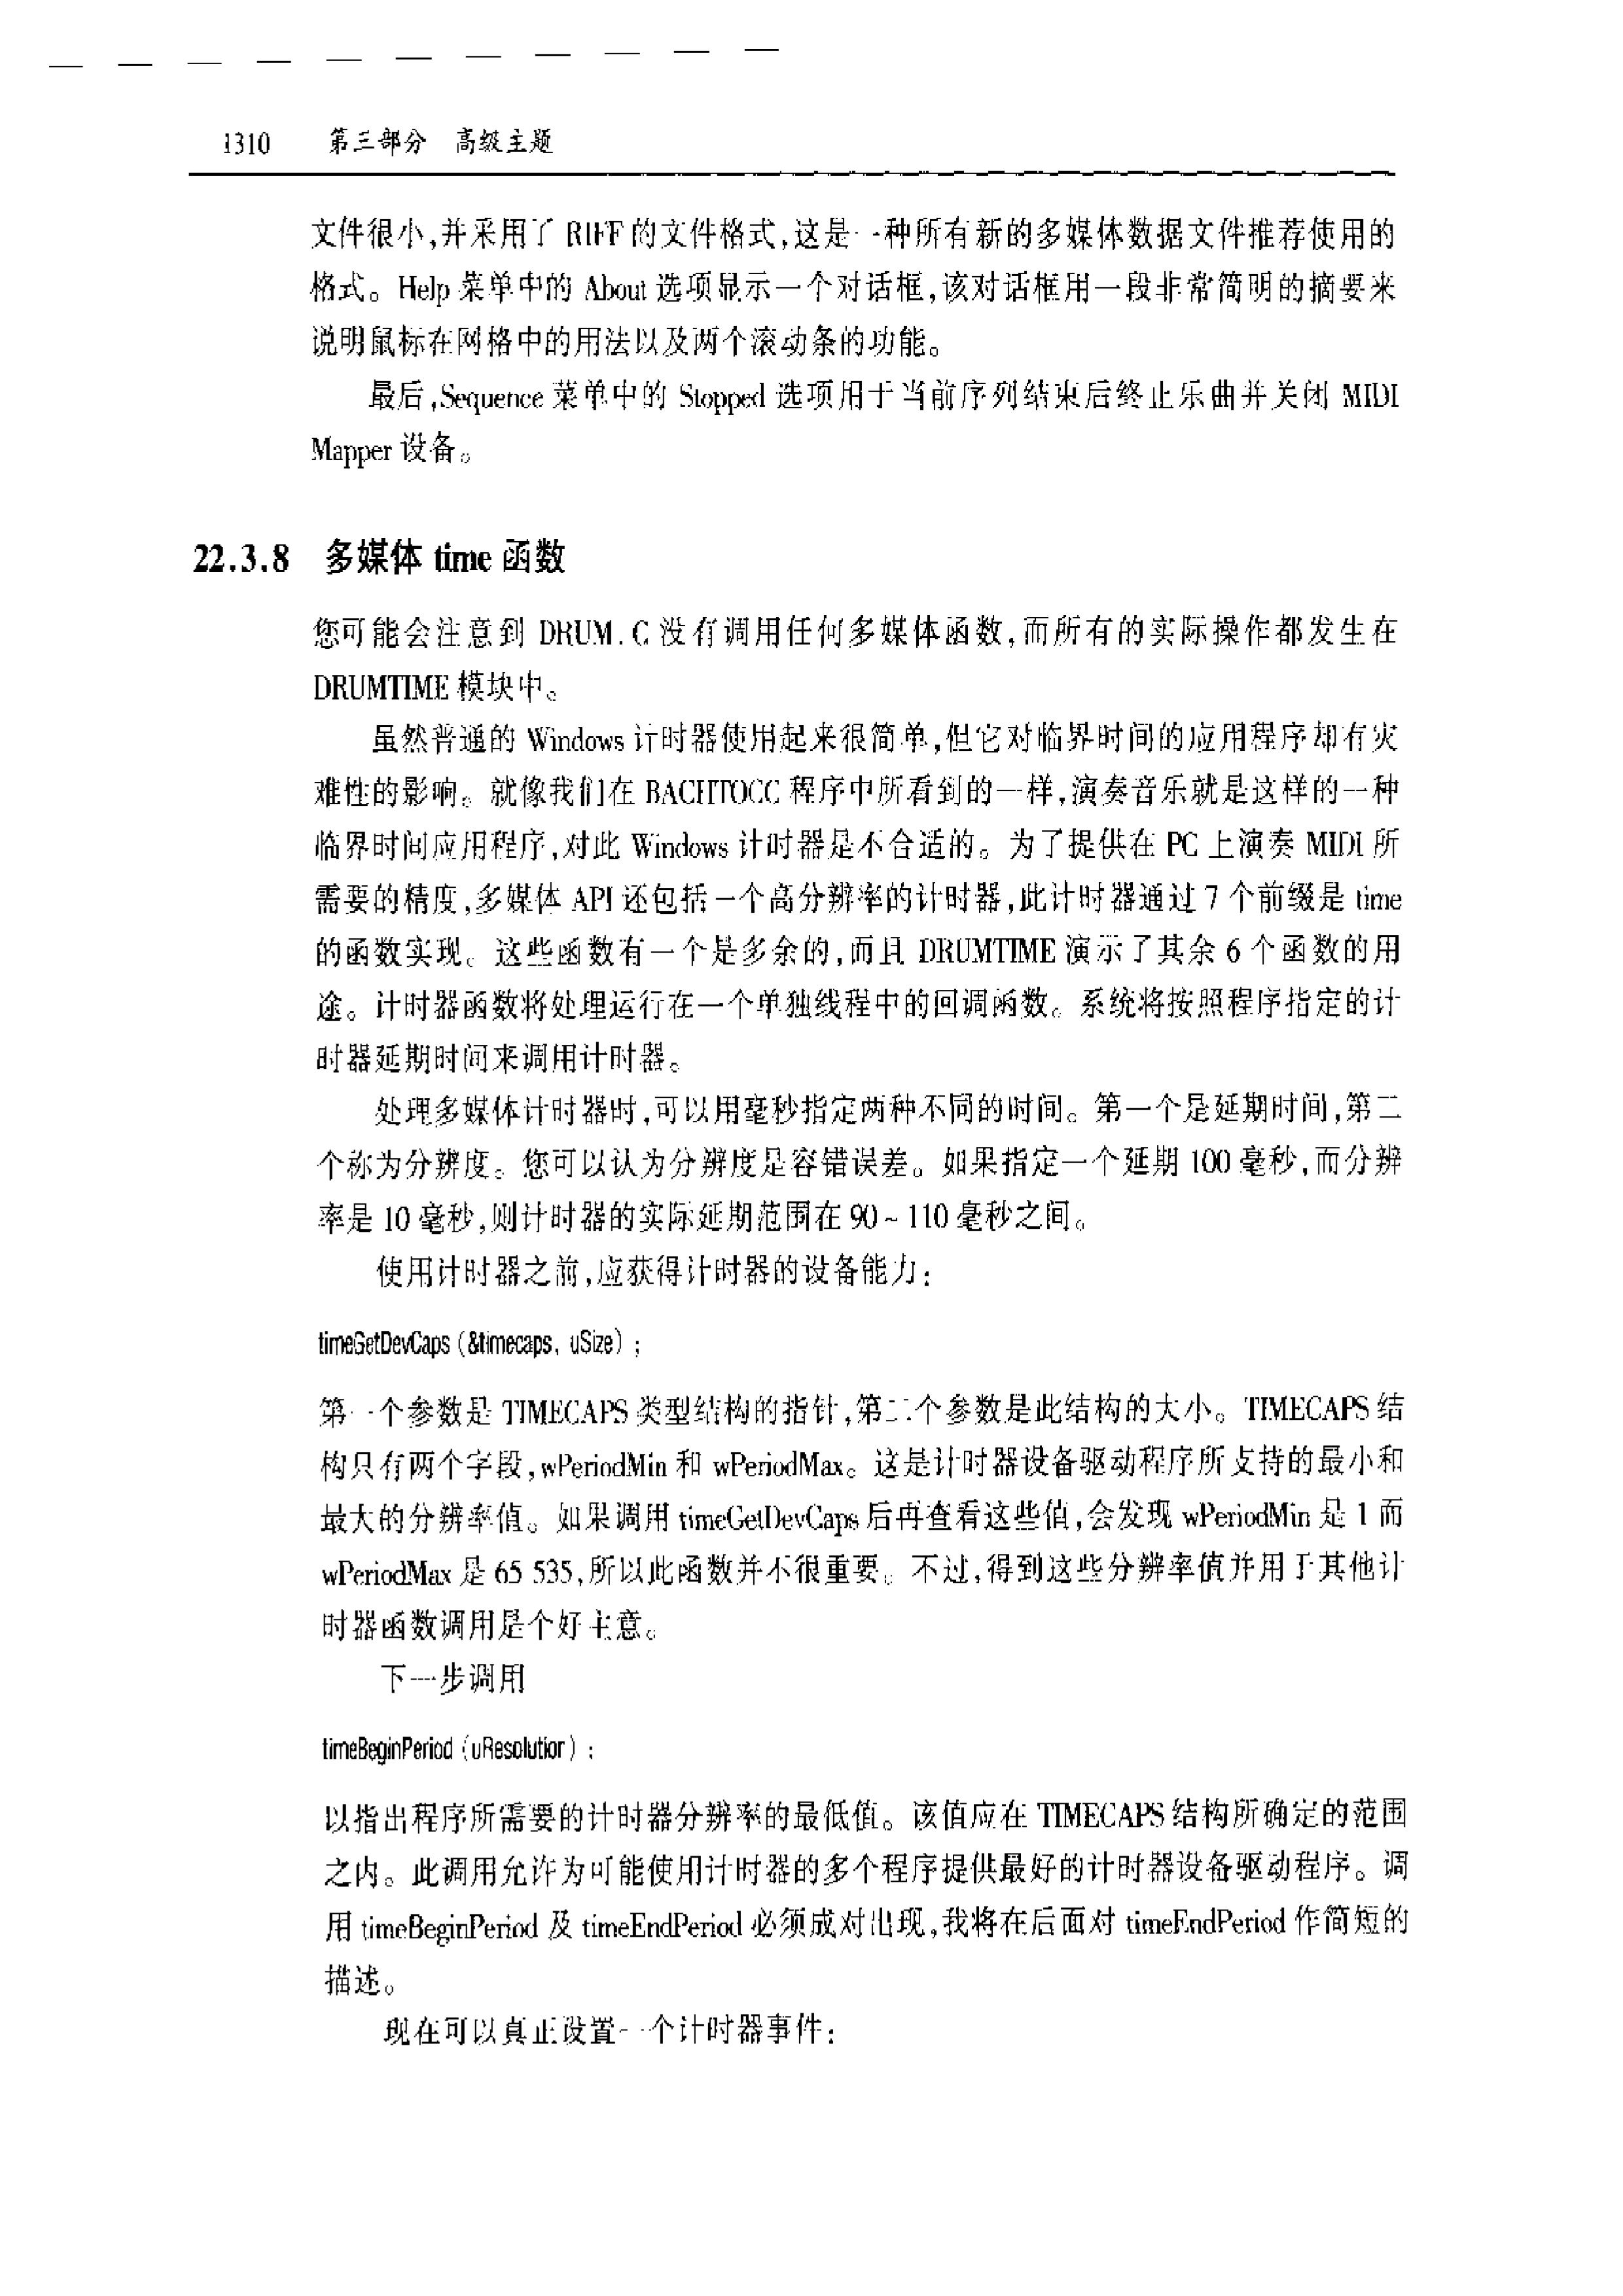 1310 第三部分 高级主题
文件很小,并采用了 RIFF 的文件格式,这是一种所有新的多媒体数据文件推荐使用的
格式。Help 菜单中的 About 选项显示一个对话框,该对话框用一段非常简明的摘要来
说明鼠标在网格中的用法以及两个滚动条的功能。
最后,Sequence 菜单中的 Stopped 选项用于当前序列结束后终止乐曲并关闭 MIDI
Mapper 设备。
22.3.8 多媒体 time 函数
您可能会注意到 DRUM.C 没有调用任何多媒体函数,而所有的实际操作都发生在
DRUMTIME 模块中。
虽然普通的 Windows 计时器使用起来很简单,但它对临界时间的应用程序却有灾
难性的影响。就像我们在 BACHTOCC 程序中所看到的一样,演奏音乐就是这样的一种
临界时间应用程序,对此 Windows 计时器是不合适的。为了提供在 PC 上演奏 MIDI 所
需要的精度,多媒体 API 还包括一个高分辨率的计时器,此计时器通过 7 个前缀是 time
的函数实现。这些函数有一个是多余的,而且 DRUMTIME 演示了其余 6 个函数的用
途。计时器函数将处理运行在一个单独线程中的回调函数。系统将按照程序指定的计
时器延期时间来调用计时器。
处理多媒体计时器时,可以用毫秒指定两种不同的时间。第一个是延期时间,第二
个称为分辨度。您可以认为分辨度是容错误差。如果指定一个延期 100 毫秒,而分辨
率是 10 毫秒,则计时器的实际延期范围在 90~110 毫秒之间。
使用计时器之前,应获得计时器的设备能力:
timeGetDevCaps (&timecaps, uSize) ;
第一个参数是 TIMECAPS 类型结构的指针,第二个参数是此结构的大小。TIMECAPS 结
构只有两个字段,wPeriodMin 和 wPeriodMax。这是计时器设备驱动程序所支持的最小和
最大的分辨率值。如果调用 timeGetDevCaps 后再查看这些值,会发现 wPeriodMin 是 1 而
wPeriodMax 是 65 535,所以此函数并不很重要。不过,得到这些分辨率值并用于其他计
时器函数调用是个好主意。
下一步调用
timeBeginPeriod (uResolution) ;
以指出程序所需要的计时器分辨率的最低值。该值应在 TIMECAPS 结构所确定的范围
之内。此调用允许为可能使用计时器的多个程序提供最好的计时器设备驱动程序。调
用 timeBeginPeriod 及 timeEndPeriod 必须成对出现,我将在后面对 timeEndPeriod 作简短的
描述。
现在可以真正设置一个计时器事件: